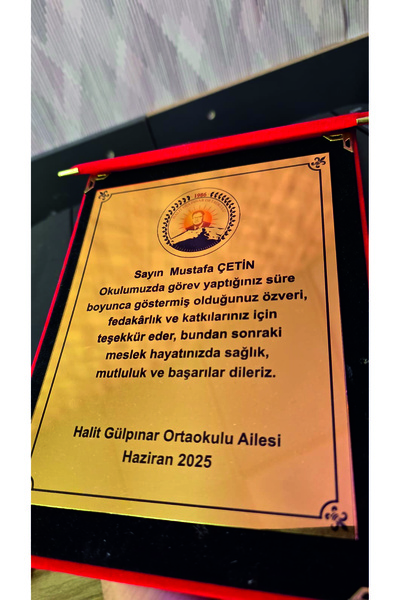 1986
Sayın Mustafa ÇETİN
Okulumuzda görev yaptığınız süre
boyunca göstermiş olduğunuz özveri,
fedakârlık ve katkılarınız için
teşekkür eder, bundan sonraki
meslek hayatınızda sağlık,
mutluluk ve başarılar dileriz.
Halit Gülpınar Ortaokulu Ailesi
Haziran 2025